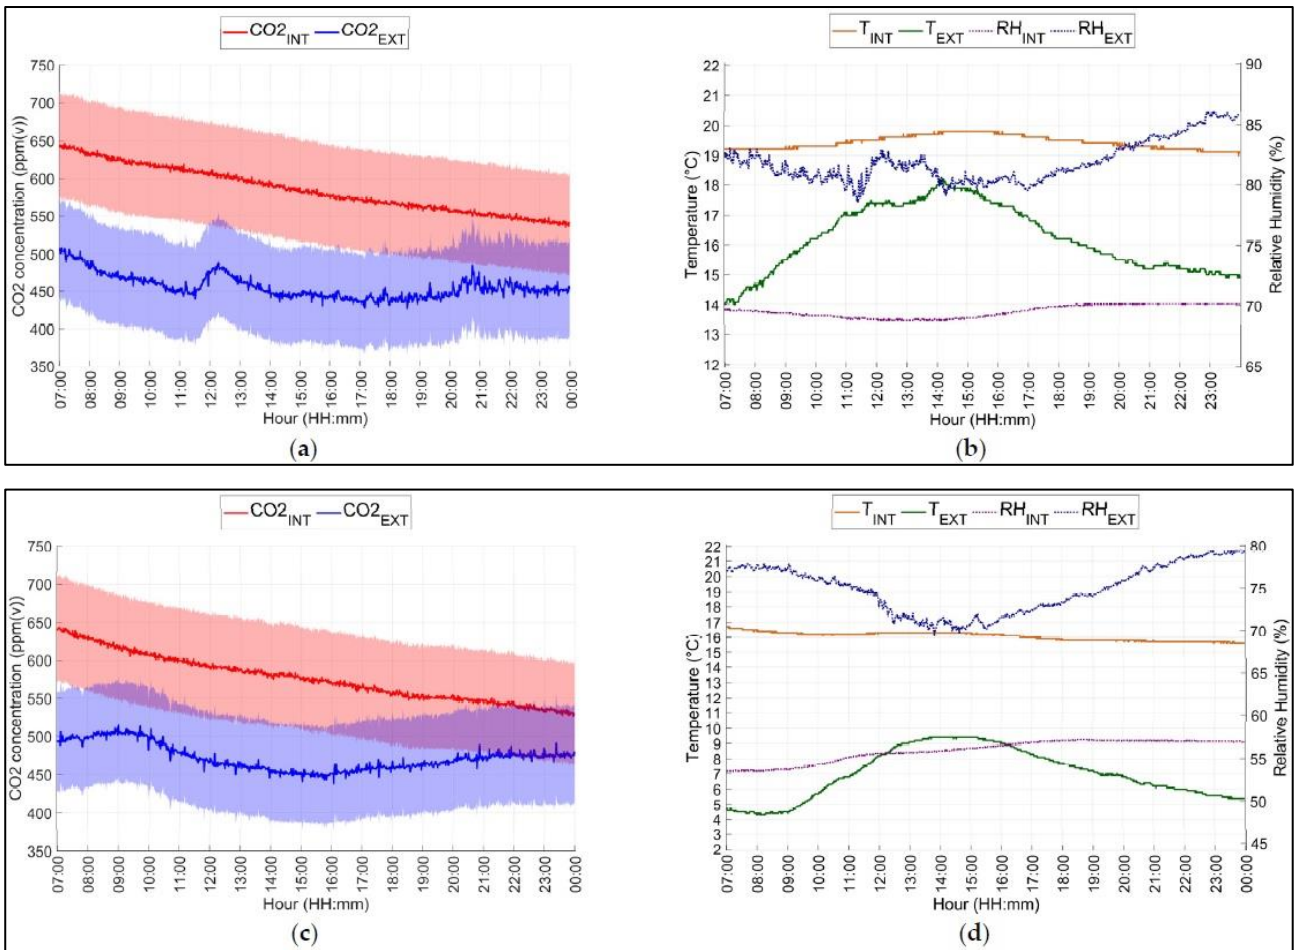 CO2INT CO2EXT
750
700
650
600
550
500
450
400
350
CO2 concentration (ppm(v))
07:00 08:00 09:00 10:00 11:00 12:00 13:00 14:00 15:00 16:00 17:00 18:00 19:00 20:00 21:00 22:00 23:00 00:00
Hour (HH:mm)
(a)
TINT TEXT RHINT RHEXT
22
21
20
19
18
17
16
15
14
13
12
Temperature (°C)
90
85
80
75
70
65
Relative Humidity (%)
07:00 08:00 09:00 10:00 11:00 12:00 13:00 14:00 15:00 16:00 17:00 18:00 19:00 20:00 21:00 22:00 23:00
Hour (HH:mm)
(b)
CO2INT CO2EXT
750
700
650
600
550
500
450
400
350
CO2 concentration (ppm(v))
07:00 08:00 09:00 10:00 11:00 12:00 13:00 14:00 15:00 16:00 17:00 18:00 19:00 20:00 21:00 22:00 23:00 00:00
Hour (HH:mm)
(c)
TINT TEXT RHINT RHEXT
22
21
20
19
18
17
16
15
14
13
12
11
10
9
8
7
6
5
4
3
2
Temperature (°C)
80
75
70
65
60
55
50
45
Relative Humidity (%)
07:00 08:00 09:00 10:00 11:00 12:00 13:00 14:00 15:00 16:00 17:00 18:00 19:00 20:00 21:00 22:00 23:00 00:00
Hour (HH:mm)
(d)